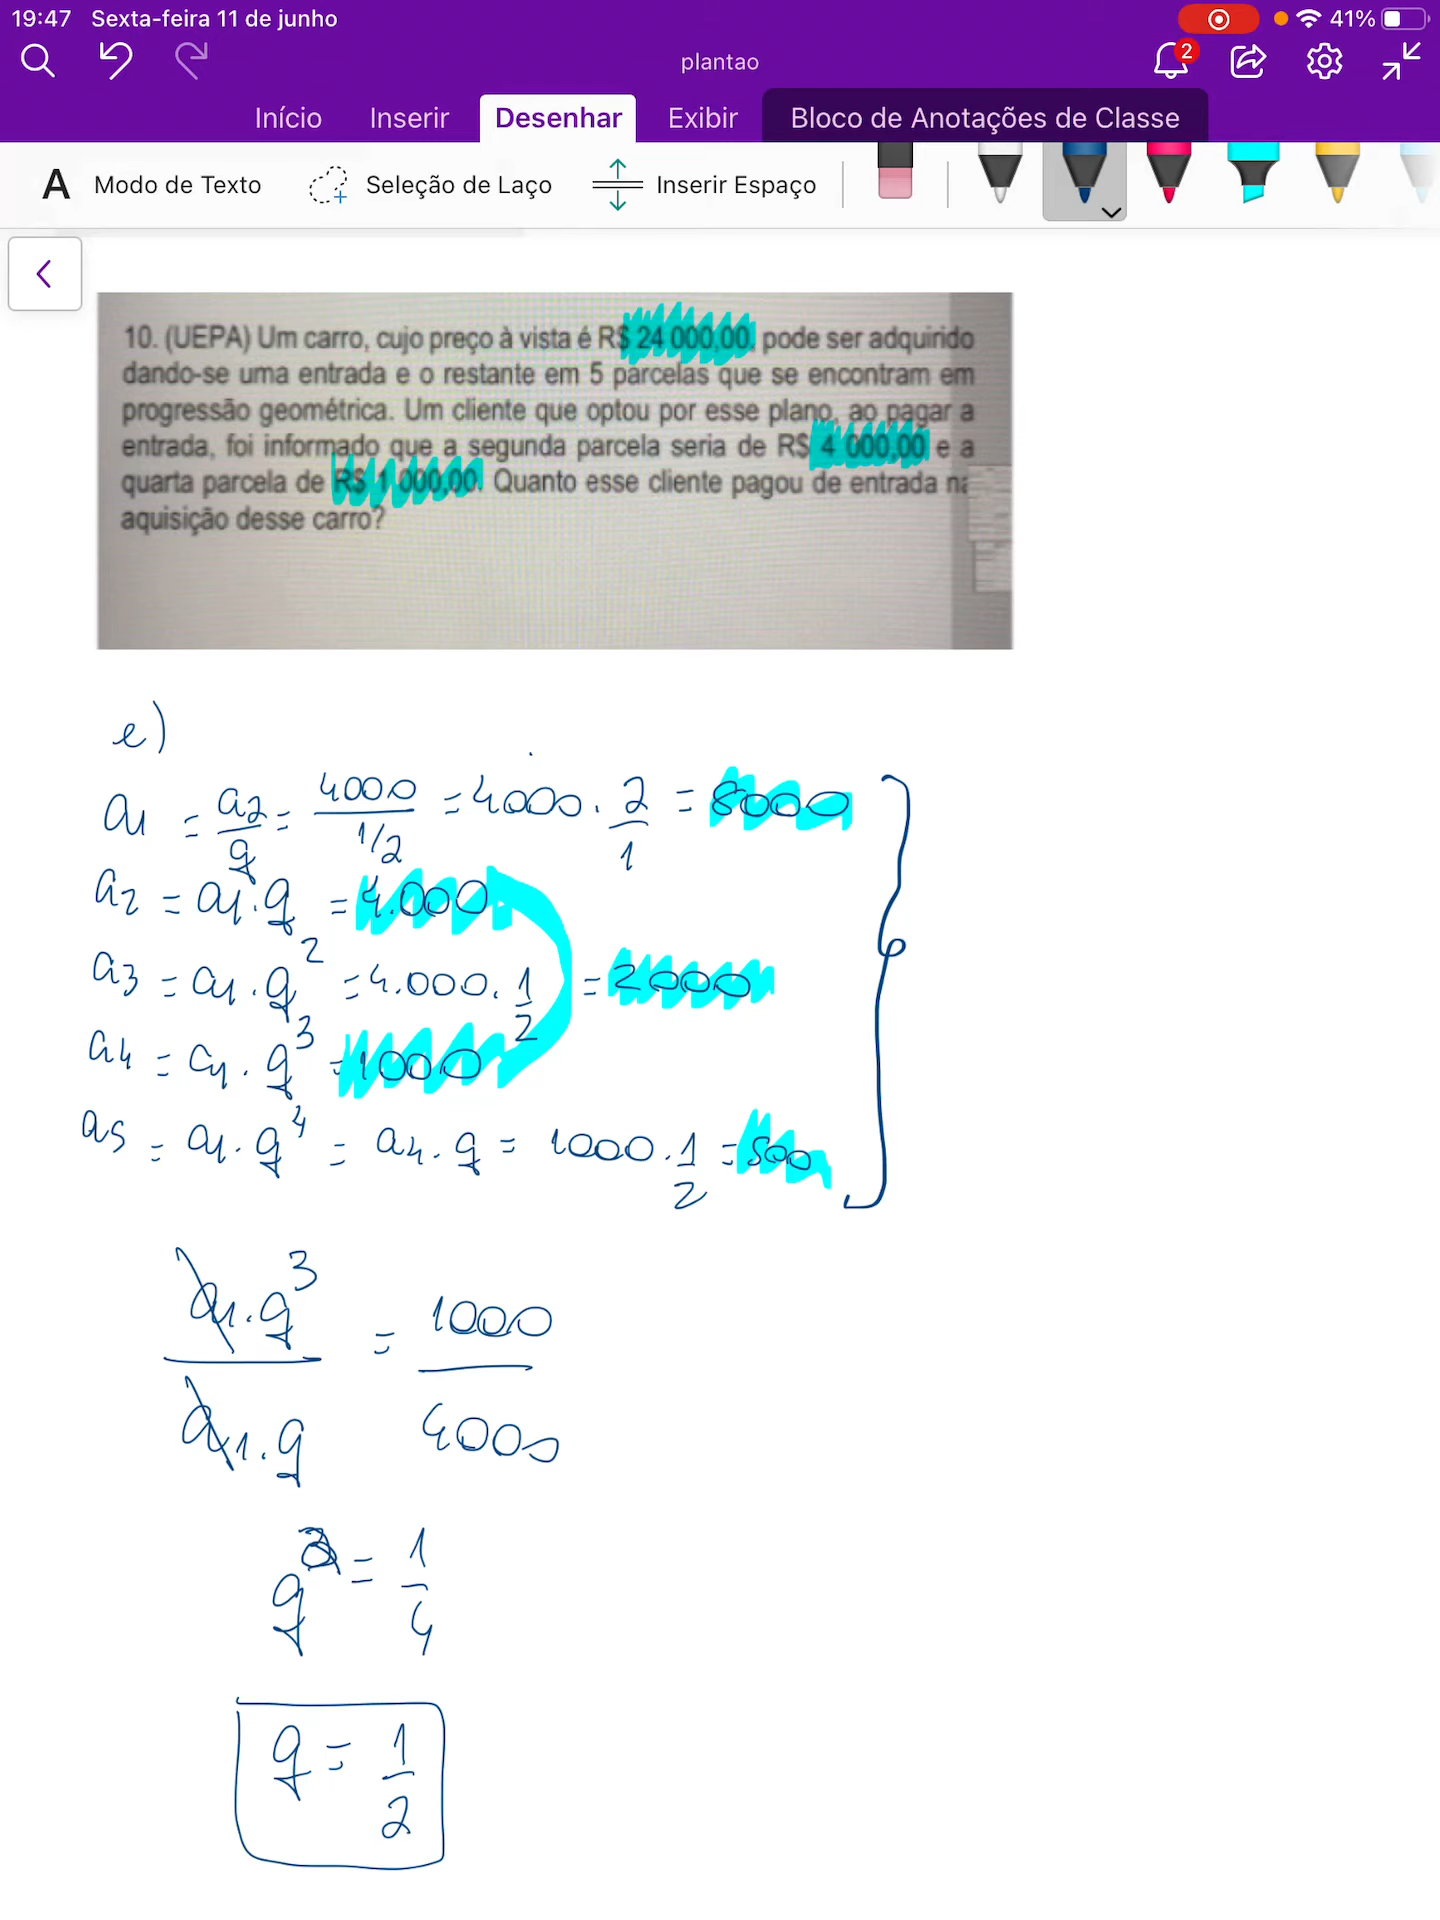 19:47 Sexta-feira 11 de junho 41%
plantao 2
Início Inserir Desenhar Exibir Bloco de Anotações de Classe
A Modo de Texto Seleção de Laço Inserir Espaço
10. (UEPA) Um carro, cujo preço à vista é R$ 24 000,00, pode ser adquirido
dando-se uma entrada e o restante em 5 parcelas que se encontram em
progressão geométrica. Um cliente que optou por esse plano, ao pagar a
entrada, foi informado que a segunda parcela seria de R$ 4 000,00 e a
quarta parcela de R$ 1 000,00. Quanto esse cliente pagou de entrada na
aquisição desse carro?
e)
a1 = a2/q = 4000/1/2 = 4000 . 2/1 = 8000
a2 = a1.q = 4.000
a3 = a1.q² = 4.000.1/2 = 2000
a4 = a1.q³ = 1000
a5 = a1.q⁴ = a4.q = 1000.1/2 = 500
a1.q³/a1.q = 1000/4000
q² = 1/4
q = 1/2